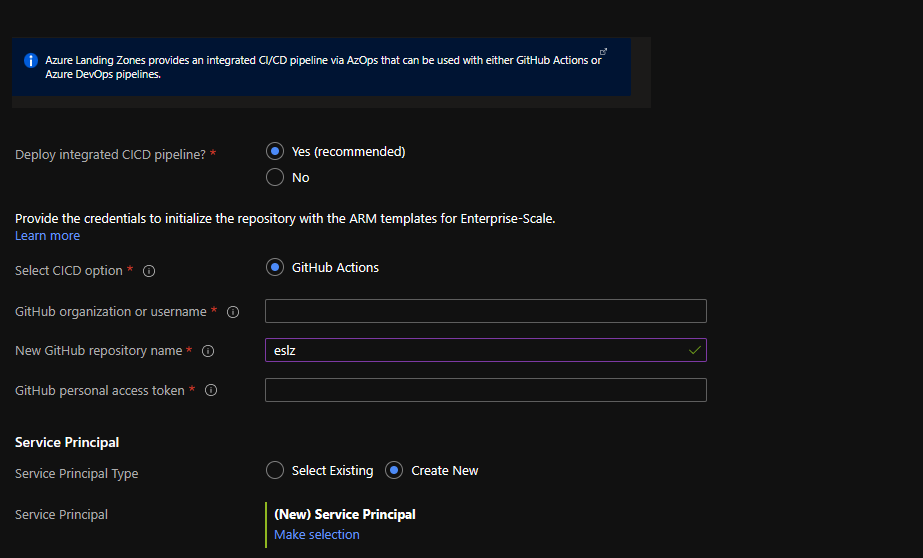 Azure Landing Zones provides an integrated CI/CD pipeline via AzOps that can be used with either GitHub Actions or
Azure DevOps pipelines.
Deploy integrated CICD pipeline? *
Yes (recommended)
No
Provide the credentials to initialize the repository with the ARM templates for Enterprise-Scale.
Learn more
Select CICD option *
GitHub Actions
GitHub organization or username *
New GitHub repository name *
eslz
GitHub personal access token *
Service Principal
Service Principal Type
Select Existing
Create New
Service Principal
(New) Service Principal
Make selection